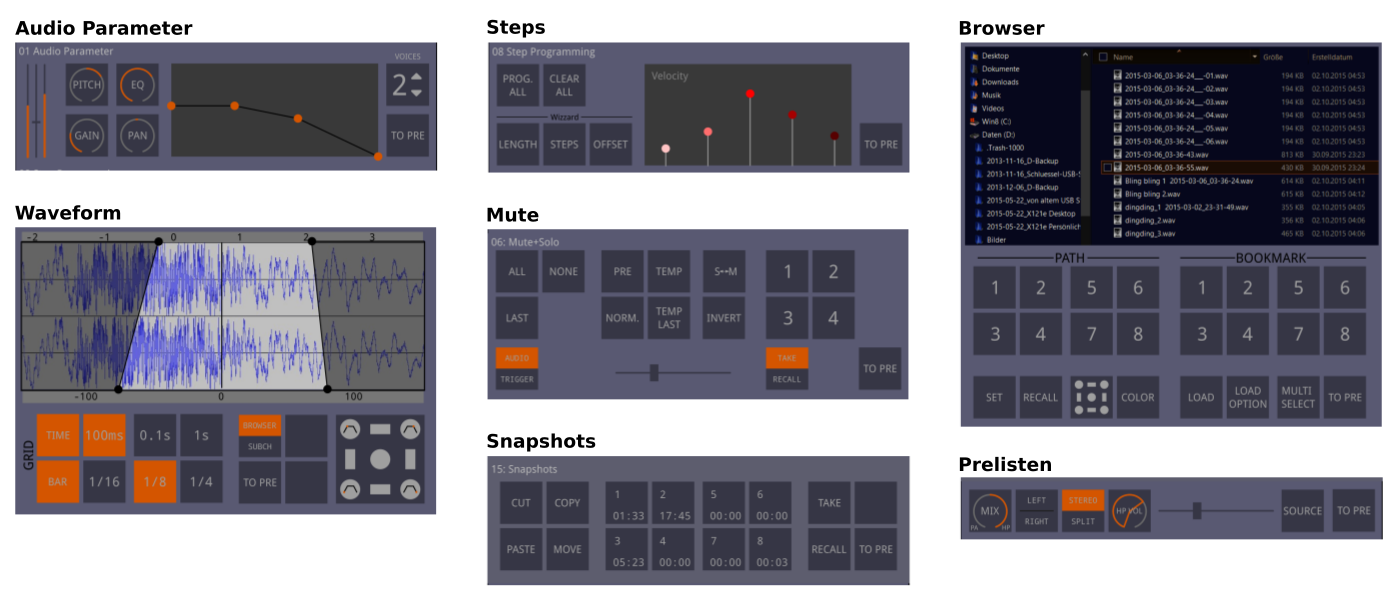 Audio Parameter
01 Audio Parameter
VOICES
PITCH EQ
2
GAIN PAN
TO PRE
Waveform
-2 -1 0 1 2 3
-100 0 100
GRID
TIME 100ms 0.1s 1s
BROWSER
SUBCH
BAR 1/16 1/8 1/4
TO PRE
Steps
08 Step Programming
PROG. ALL
CLEAR ALL
Velocity
Wizzard
LENGTH STEPS OFFSET
TO PRE
Mute
06: Mute+Solo
ALL NONE PRE TEMP S↔M 1 2
LAST NORM. TEMP LAST INVERT 3 4
AUDIO
TRIGGER
TAKE
RECALL
TO PRE
Snapshots
15: Snapshots
CUT COPY
1 2 5 6
01:33 17:45 00:00 00:00
TAKE
PASTE MOVE
3 4 7 8
05:23 00:00 00:00 00:03
RECALL TO PRE
Browser
Desktop
Dokumente
Downloads
Musik
Videos
Win8 (C:)
Daten (D:)
.Trash-1000
2013-11-16_D-Backup
2013-11-16_Schluessel-USB-S
2013-12-06_D-Backup
2015-05-22_von altem USB S
2015-05-22_X121e Desktop
2015-05-22_X121e Persönlich
Bilder
Name Größe Erstelldatum
2015-03-06_03-36-24__-01.wav 194 KB 02.10.2015 04:53
2015-03-06_03-36-24__-02.wav 194 KB 02.10.2015 04:53
2015-03-06_03-36-24__-03.wav 194 KB 02.10.2015 04:53
2015-03-06_03-36-24__-04.wav 194 KB 02.10.2015 04:53
2015-03-06_03-36-24__-05.wav 194 KB 02.10.2015 04:53
2015-03-06_03-36-24__-06.wav 194 KB 02.10.2015 04:53
2015-03-06_03-36-43.wav 813 KB 30.09.2015 23:23
2015-03-06_03-36-55.wav 430 KB 30.09.2015 23:24
Bling bling 1 2015-03-06_03-36-24.wav 614 KB 02.10.2015 04:11
Bling bling 2.wav 615 KB 02.10.2015 04:12
dingding_1 2015-03-02_23-31-49.wav 355 KB 02.10.2015 04:05
dingding_2.wav 356 KB 02.10.2015 04:06
dingding_3.wav 465 KB 02.10.2015 04:06
PATH BOOKMARK
1 2 5 6 1 2 5 6
3 4 7 8 3 4 7 8
SET RECALL COLOR LOAD LOAD OPTION MULTI SELECT TO PRE
Prelisten
MIX
PA HP
LEFT
RIGHT
STEREO
SPLIT
HP VOL
SOURCE TO PRE